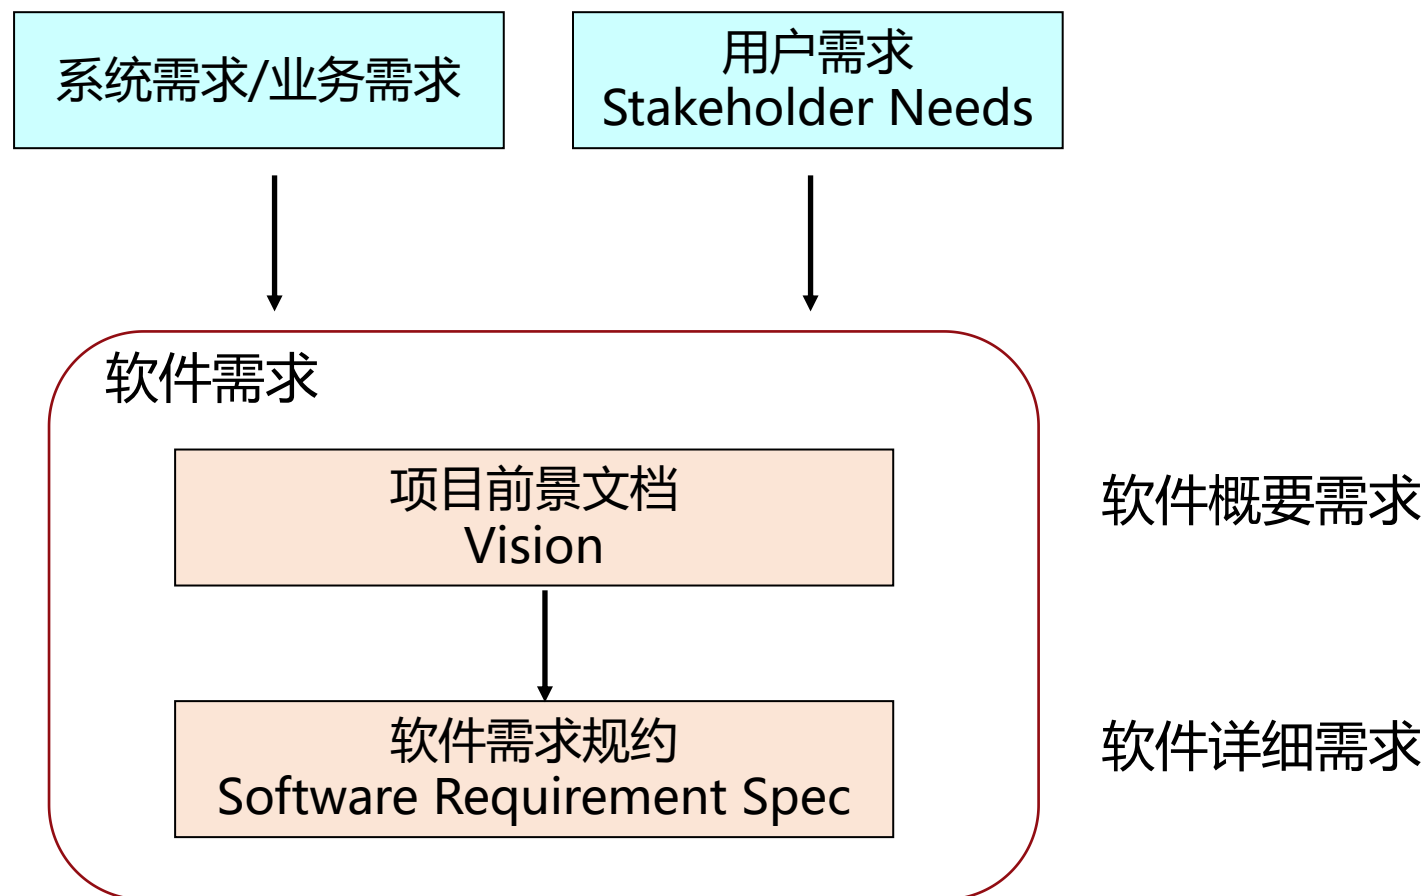 系统需求/业务需求
用户需求
Stakeholder Needs
软件需求
项目前景文档
Vision
软件概要需求
软件需求规约
Software Requirement Spec
软件详细需求